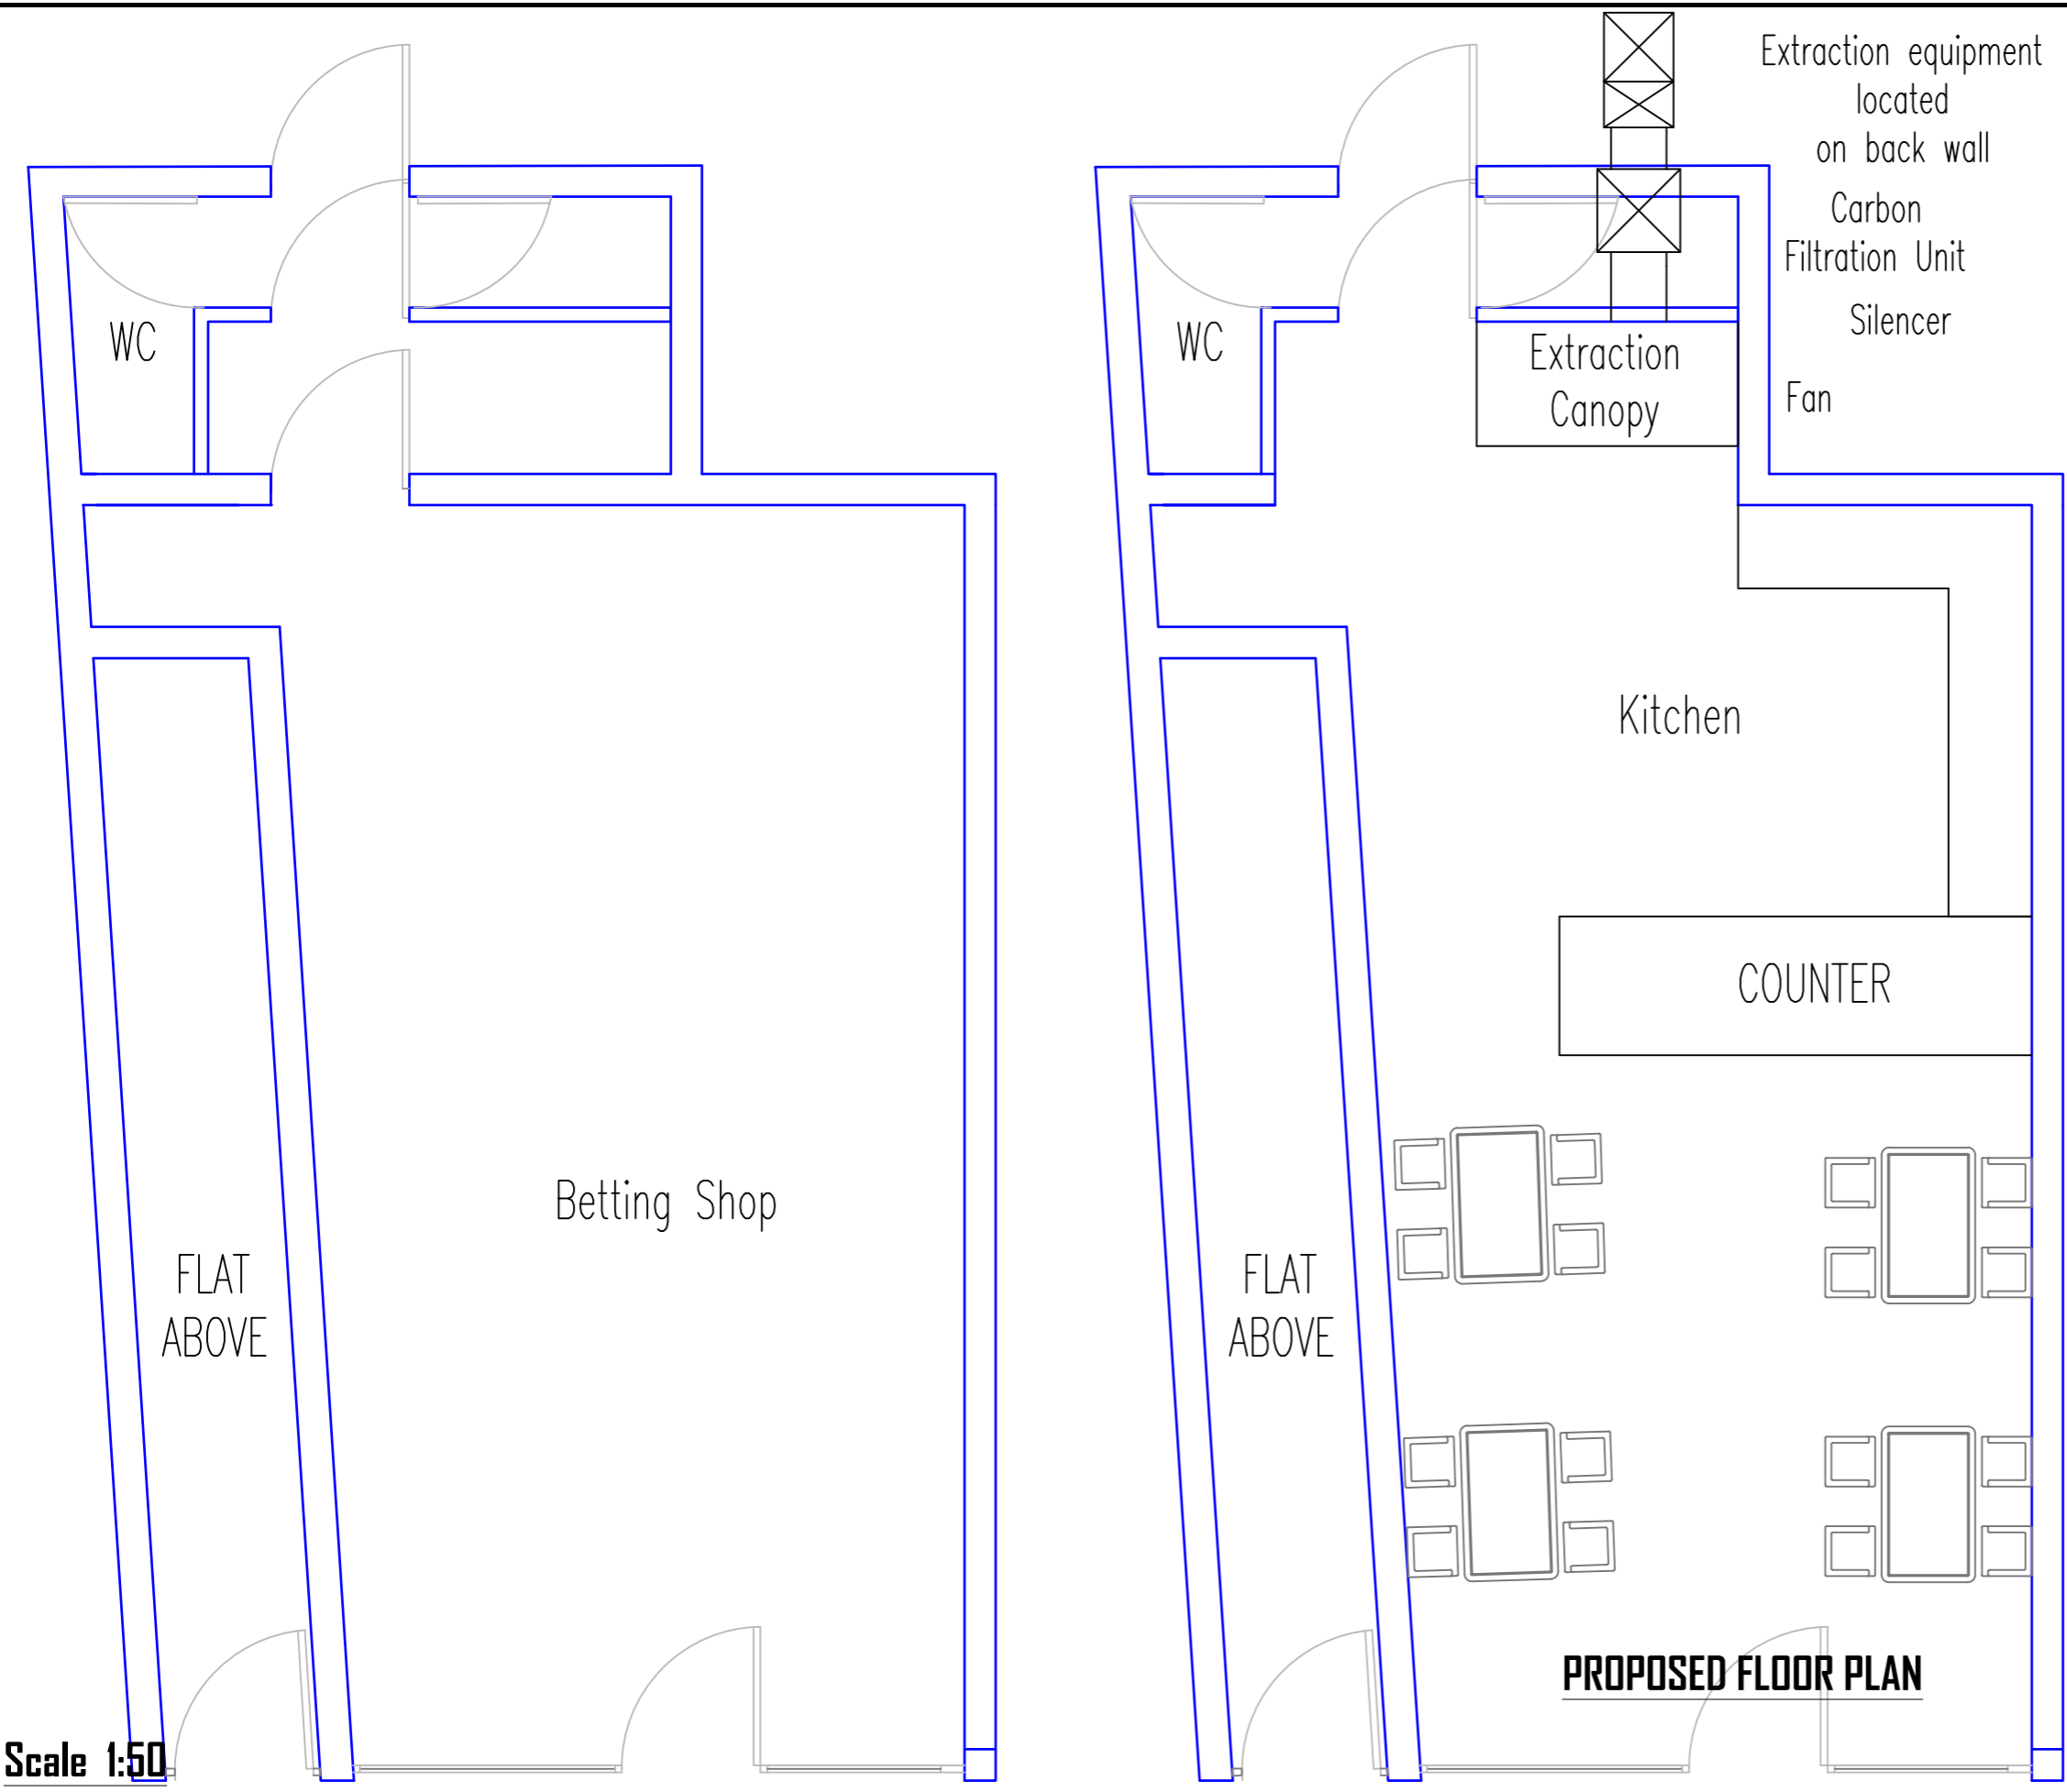 WC
Betting Shop
FLAT
ABOVE
Scale 1:50
Extraction equipment
located
on back wall
Carbon
Filtration Unit
Silencer
Fan
WC
Extraction
Canopy
Kitchen
COUNTER
FLAT
ABOVE
PROPOSED FLOOR PLAN